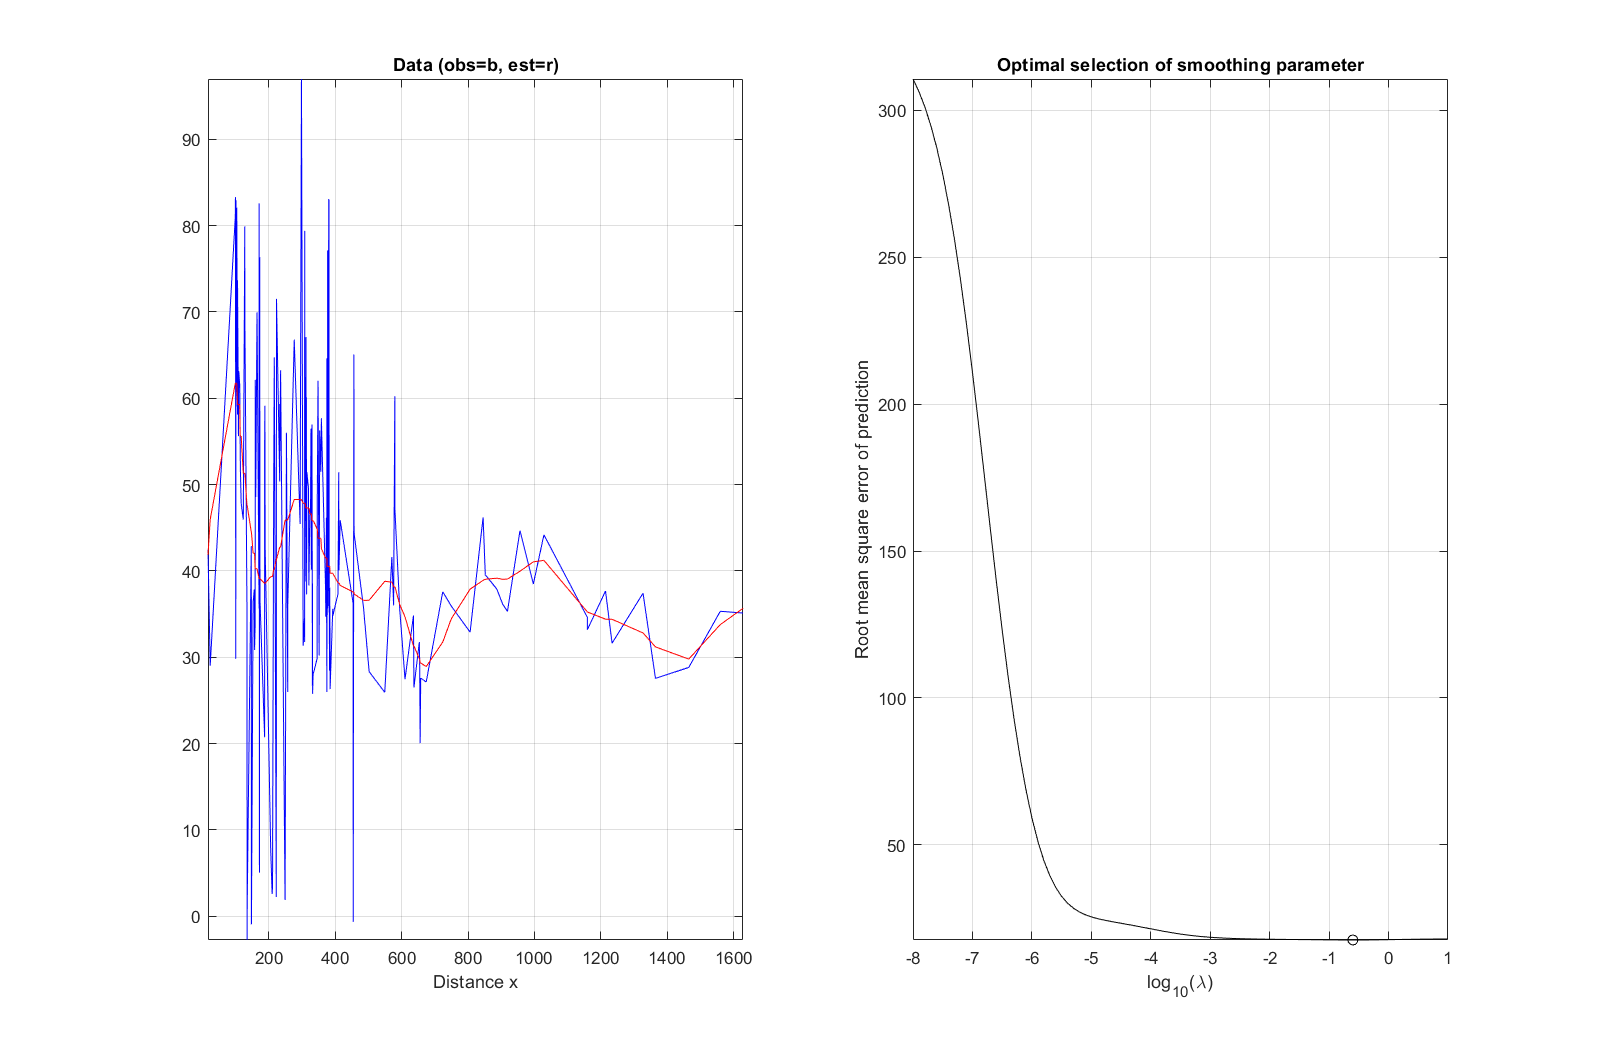 Data (obs=b, est=r)
90
80
70
60
50
40
30
20
10
0
200 400 600 800 1000 1200 1400 1600
Distance x
Optimal selection of smoothing parameter
Root mean square error of prediction
300
250
200
150
100
50
-8 -7 -6 -5 -4 -3 -2 -1 0 1
log10(λ)